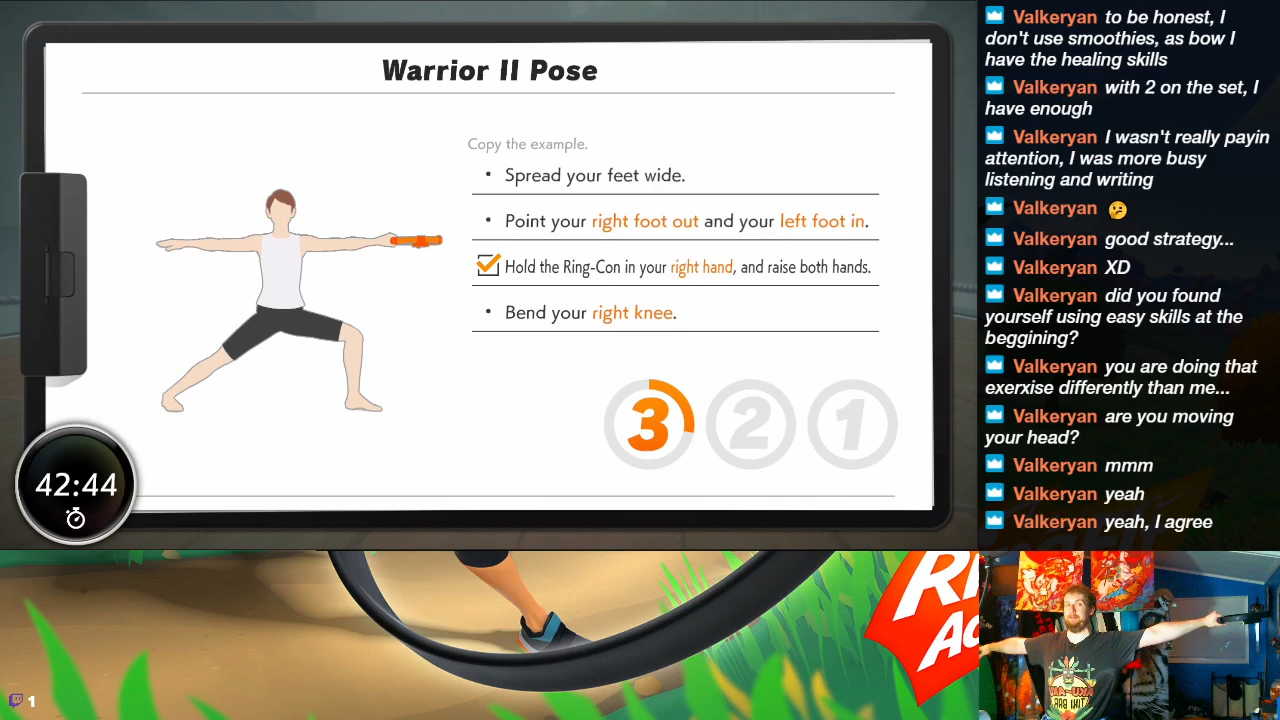 Warrior II Pose
Copy the example.
• Spread your feet wide.
• Point your right foot out and your left foot in.
Hold the Ring-Con in your right hand, and raise both hands.
• Bend your right knee.
3 2 1
42:44
1
Valkeryan to be honest, I
don't use smoothies, as bow I
have the healing skills
Valkeryan with 2 on the set, I
have enough
Valkeryan I wasn't really payin
attention, I was more busy
listening and writing
Valkeryan 🤔
Valkeryan good strategy...
Valkeryan XD
Valkeryan did you found
yourself using easy skills at the
beggining?
Valkeryan you are doing that
exerxise differently than me...
Valkeryan are you moving
your head?
Valkeryan mmm
Valkeryan yeah
Valkeryan yeah, I agree
TIKI BAR